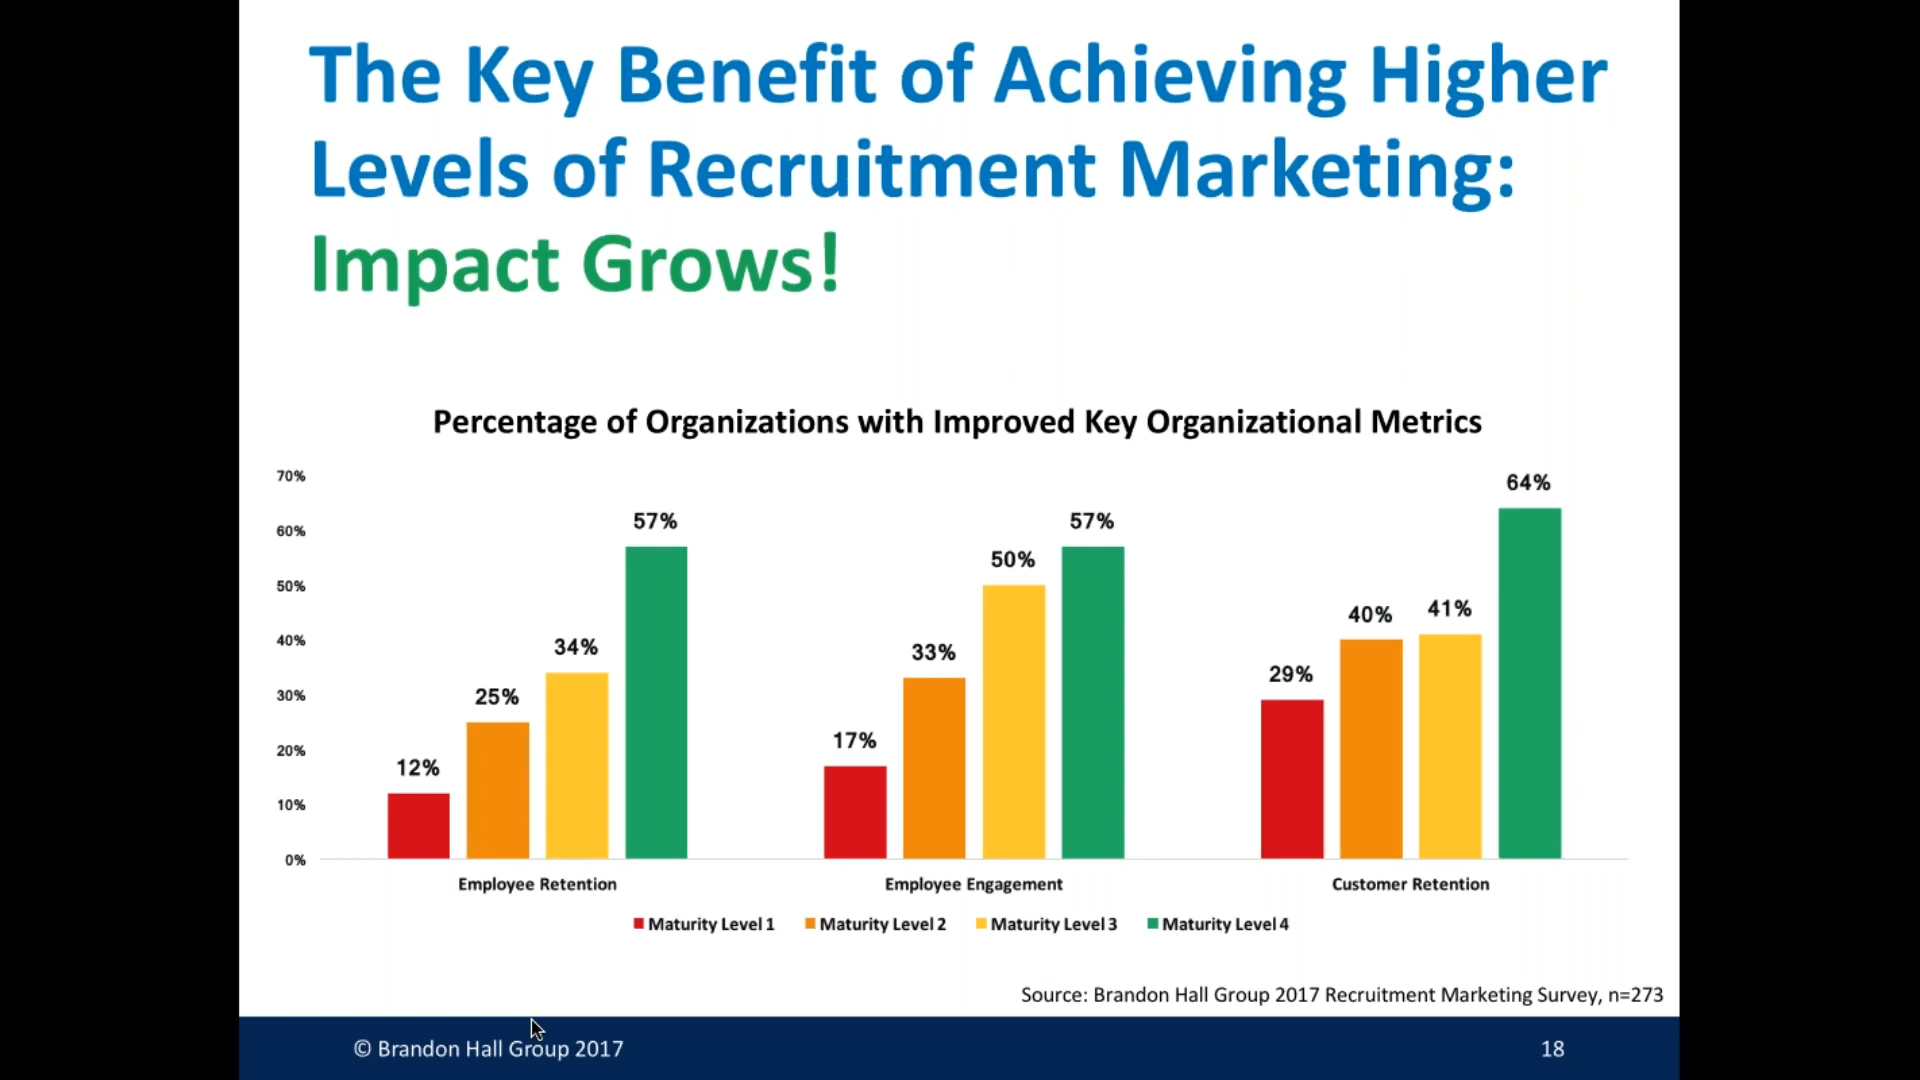 The Key Benefit of Achieving Higher
Levels of Recruitment Marketing:
Impact Grows!
Percentage of Organizations with Improved Key Organizational Metrics
70%
60%
50%
40%
30%
20%
10%
0%
12%
25%
34%
57%
17%
33%
50%
57%
29%
40%
41%
64%
Employee Retention
Employee Engagement
Customer Retention
Maturity Level 1
Maturity Level 2
Maturity Level 3
Maturity Level 4
Source: Brandon Hall Group 2017 Recruitment Marketing Survey, n=273
© Brandon Hall Group 2017
18